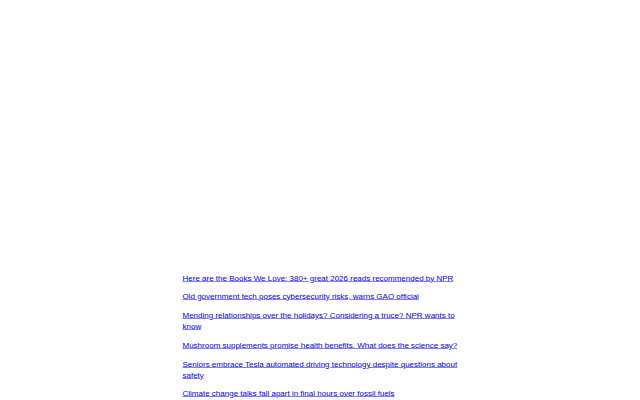 Here are the Books We Love: 380+ great 2026 reads recommended by NPR
Old government tech poses cybersecurity risks, warns GAO official
Mending relationships over the holidays? Considering a truce? NPR wants to
know
Mushroom supplements promise health benefits. What does the science say?
Seniors embrace Tesla automated driving technology despite questions about
safety
Climate change talks fall apart in final hours over fossil fuels